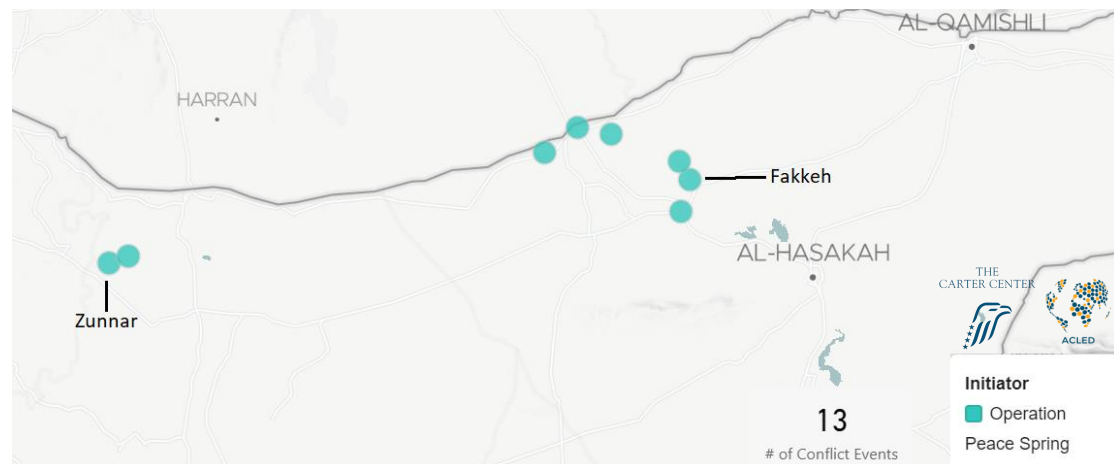 AL-QAMISHLI
HARRAN
Fakkeh
AL-HASAKAH
Zunnar
THE
CARTER CENTER
ACLED
Initiator
Operation
Peace Spring
13
# of Conflict Events